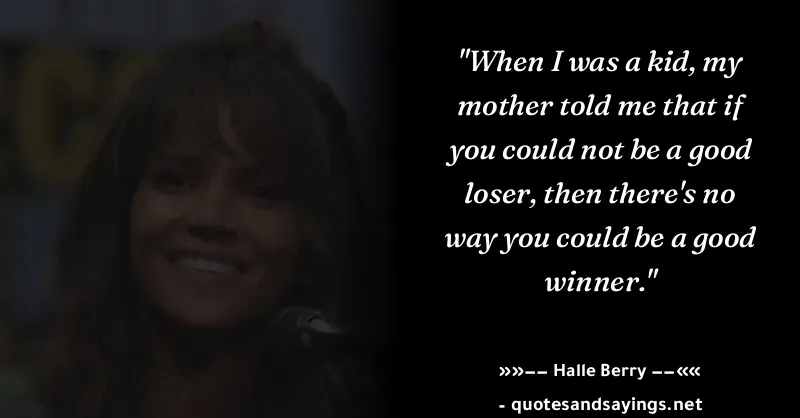 "When I was a kid, my
mother told me that if
you could not be a good
loser, then there's no
way you could be a good
winner."
»»−− Halle Berry −−««
- quotesandsayings.net